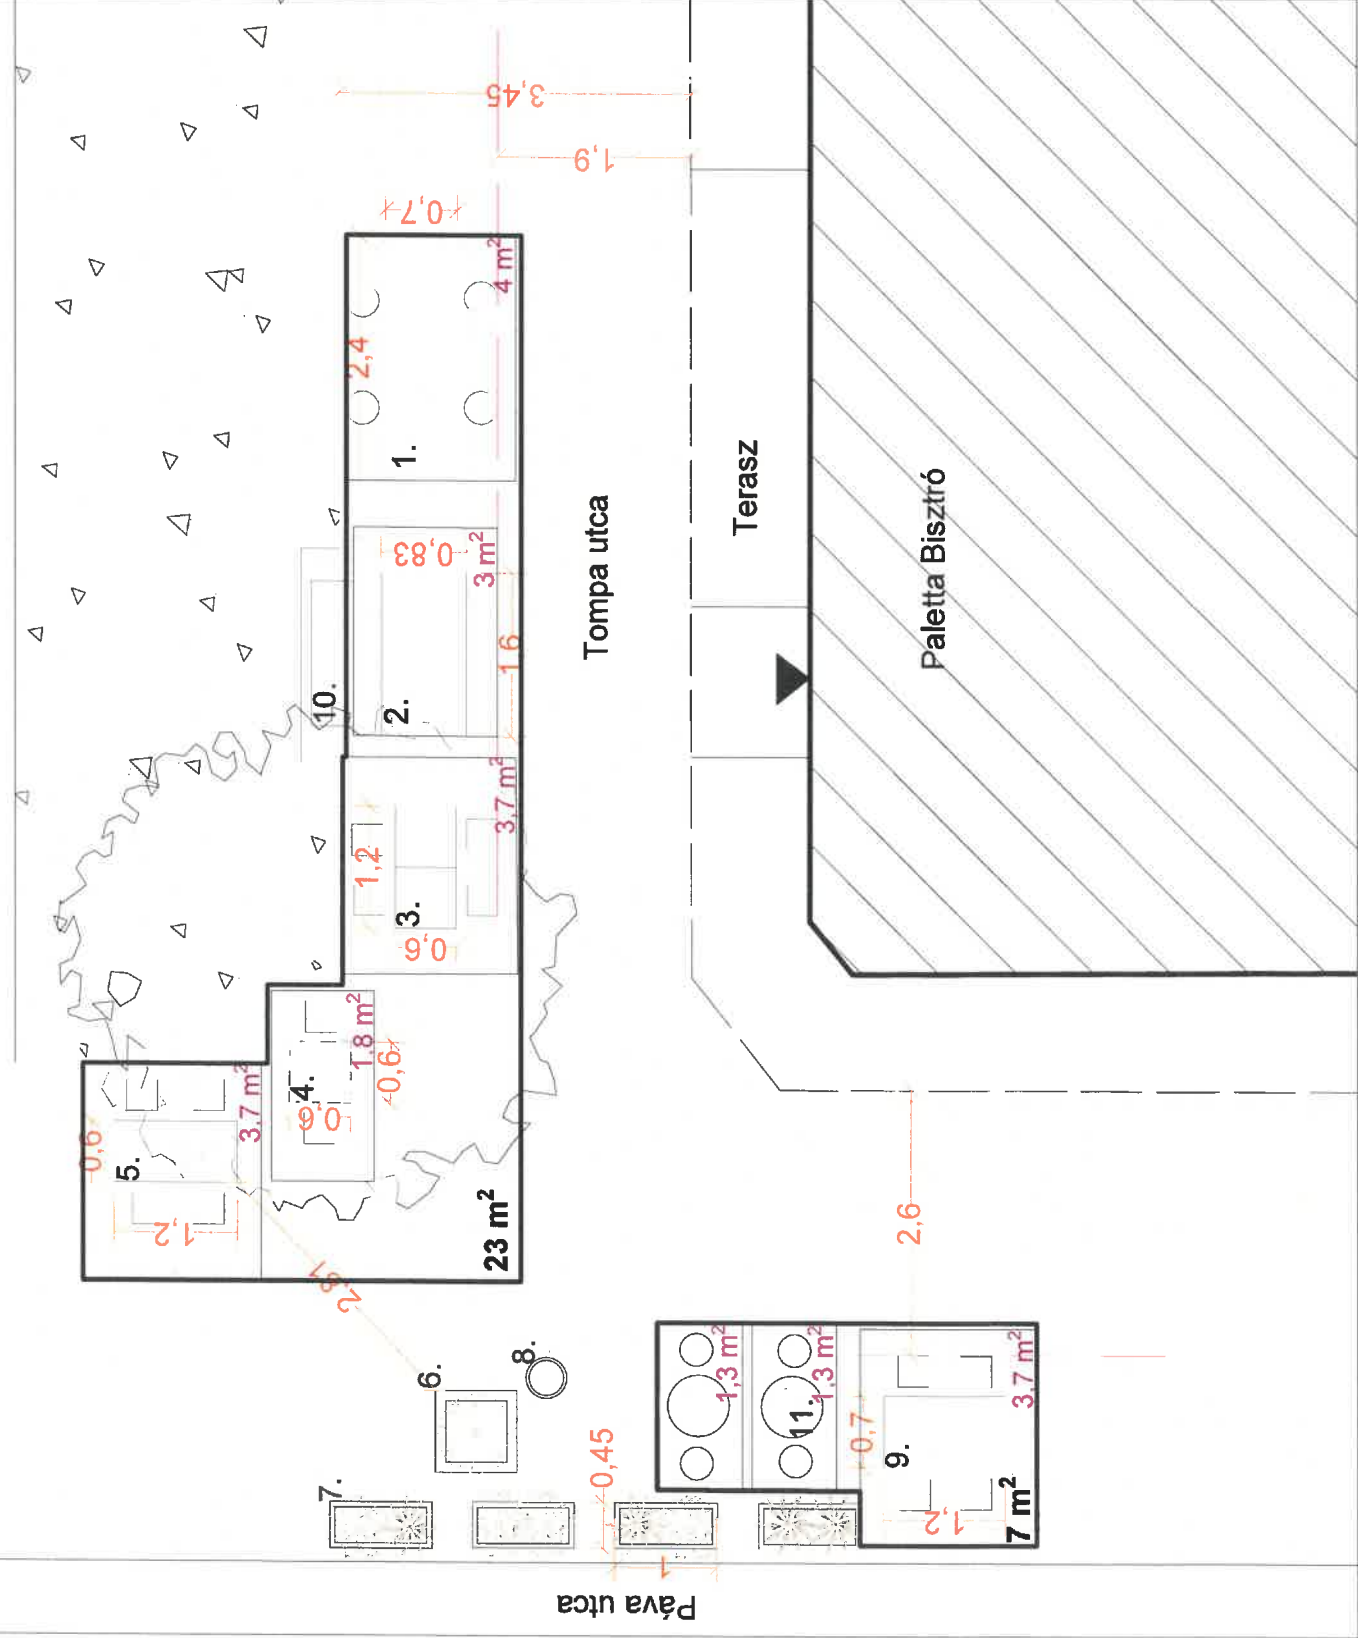 3,45
1,9
0,7
4 m²
2,4
1.
0,83
3 m²
1,6
2.
10.
Tompa utca
Terasz
Paletta Bisztró
3,7 m²
1,2
3.
0,6
1,8 m²
4.
0,6
0,6
3,7 m²
0,6
5.
1,2
23 m²
2,81
2,6
6.
8.
7.
0,45
1
1,3 m²
1,3 m²
11.
0,7
3,7 m²
9.
1,2
7 m²
Páva utca